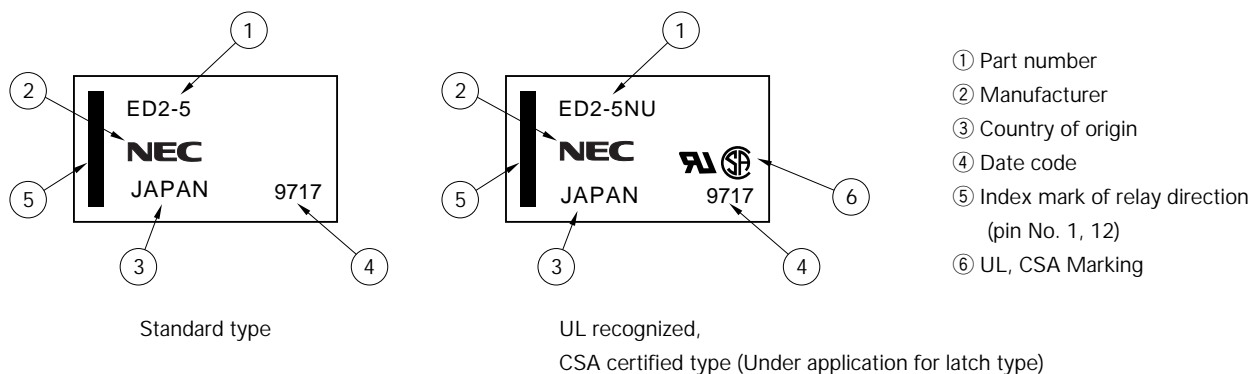 ①
ED2-5
②
NEC
JAPAN
9717
⑤
③
④
Standard type
①
ED2-5NU
②
NEC
JAPAN
9717
⑤
⑥
③
④
UL recognized,
CSA certified type (Under application for latch type)
① Part number
② Manufacturer
③ Country of origin
④ Date code
⑤ Index mark of relay direction
(pin No. 1, 12)
⑥ UL, CSA Marking